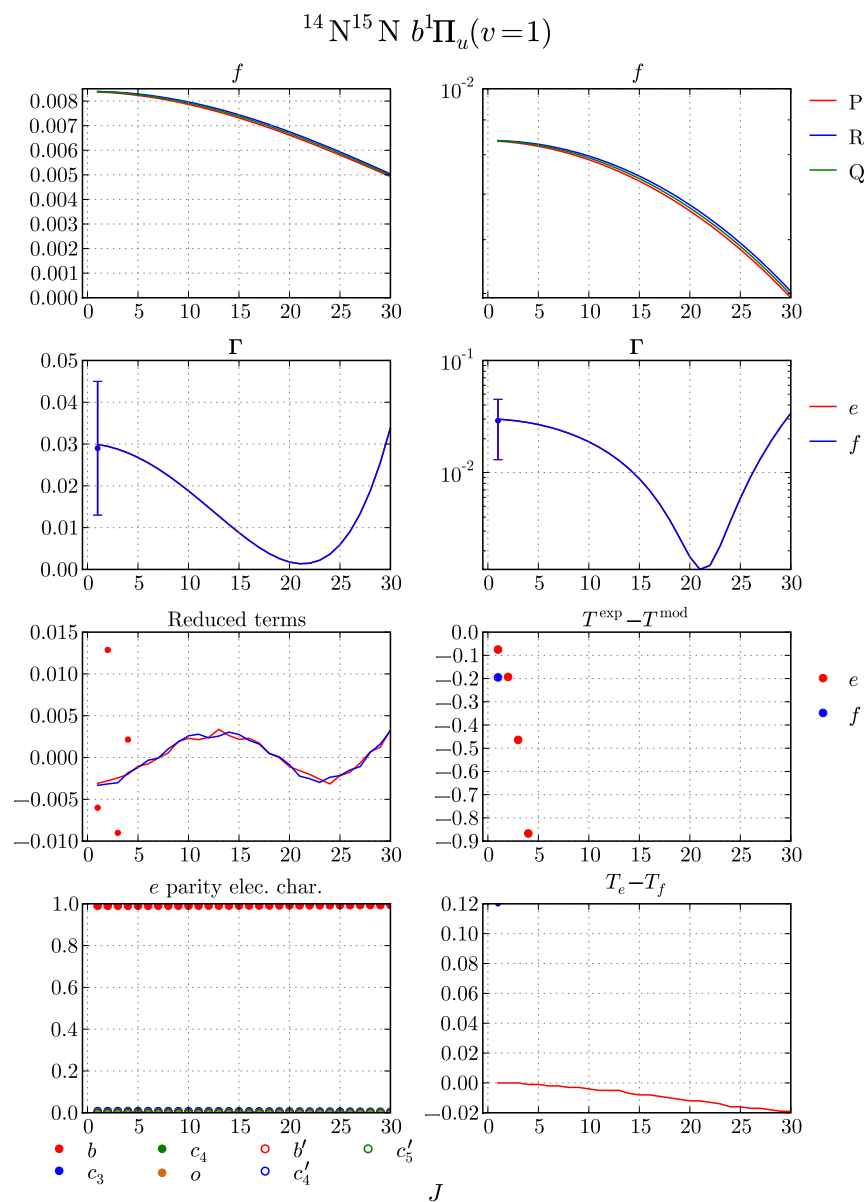 ¹⁴N¹⁵N b¹Π_u(v=1)
f
f
0.008
0.007
0.006
0.005
0.004
0.003
0.002
0.001
0.000
0 5 10 15 20 25 30
10⁻²
0 5 10 15 20 25 30
P
R
Q
Γ
Γ
0.05
0.04
0.03
0.02
0.01
0.00
0 5 10 15 20 25 30
10⁻¹
10⁻²
0 5 10 15 20 25 30
e
f
Reduced terms
T^exp−T^mod
0.015
0.010
0.005
0.000
−0.005
−0.010
0 5 10 15 20 25 30
0.0
−0.1
−0.2
−0.3
−0.4
−0.5
−0.6
−0.7
−0.8
−0.9
0 5 10 15 20 25 30
e
f
e parity elec. char.
T_e−T_f
1.0
0.8
0.6
0.4
0.2
0.0
0 5 10 15 20 25 30
0.12
0.10
0.08
0.06
0.04
0.02
0.00
−0.02
0 5 10 15 20 25 30
b c₄ b′ c′₅
c₃ o c′₄
J